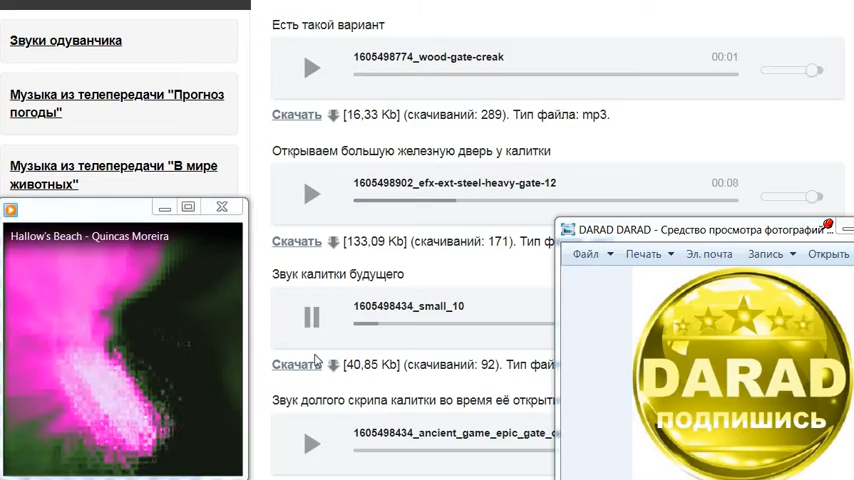 Звуки одуванчика
Музыка из телепередачи "Прогноз
погоды"
Музыка из телепередачи "В мире
животных"
Hallow's Beach - Quincas Moreira
Есть такой вариант
1605498774_wood-gate-creak
00:01
Скачать [16,33 Kb] (скачиваний: 289). Тип файла: mp3.
Открываем большую железную дверь у калитки
1605498902_efx-ext-steel-heavy-gate-12
00:08
Скачать [133,09 Kb] (скачиваний: 171). Тип ф
Звук калитки будущего
1605498434_small_10
Скачать [40,85 Kb] (скачиваний: 92). Тип фай
Звук долгого скрипа калитки во время её откры
1605498434_ancient_game_epic_gate_
DARAD DARAD - Средство просмотра фотографий ...
Файл Печать Эл. почта Запись Открыть
DARAD
подпишись